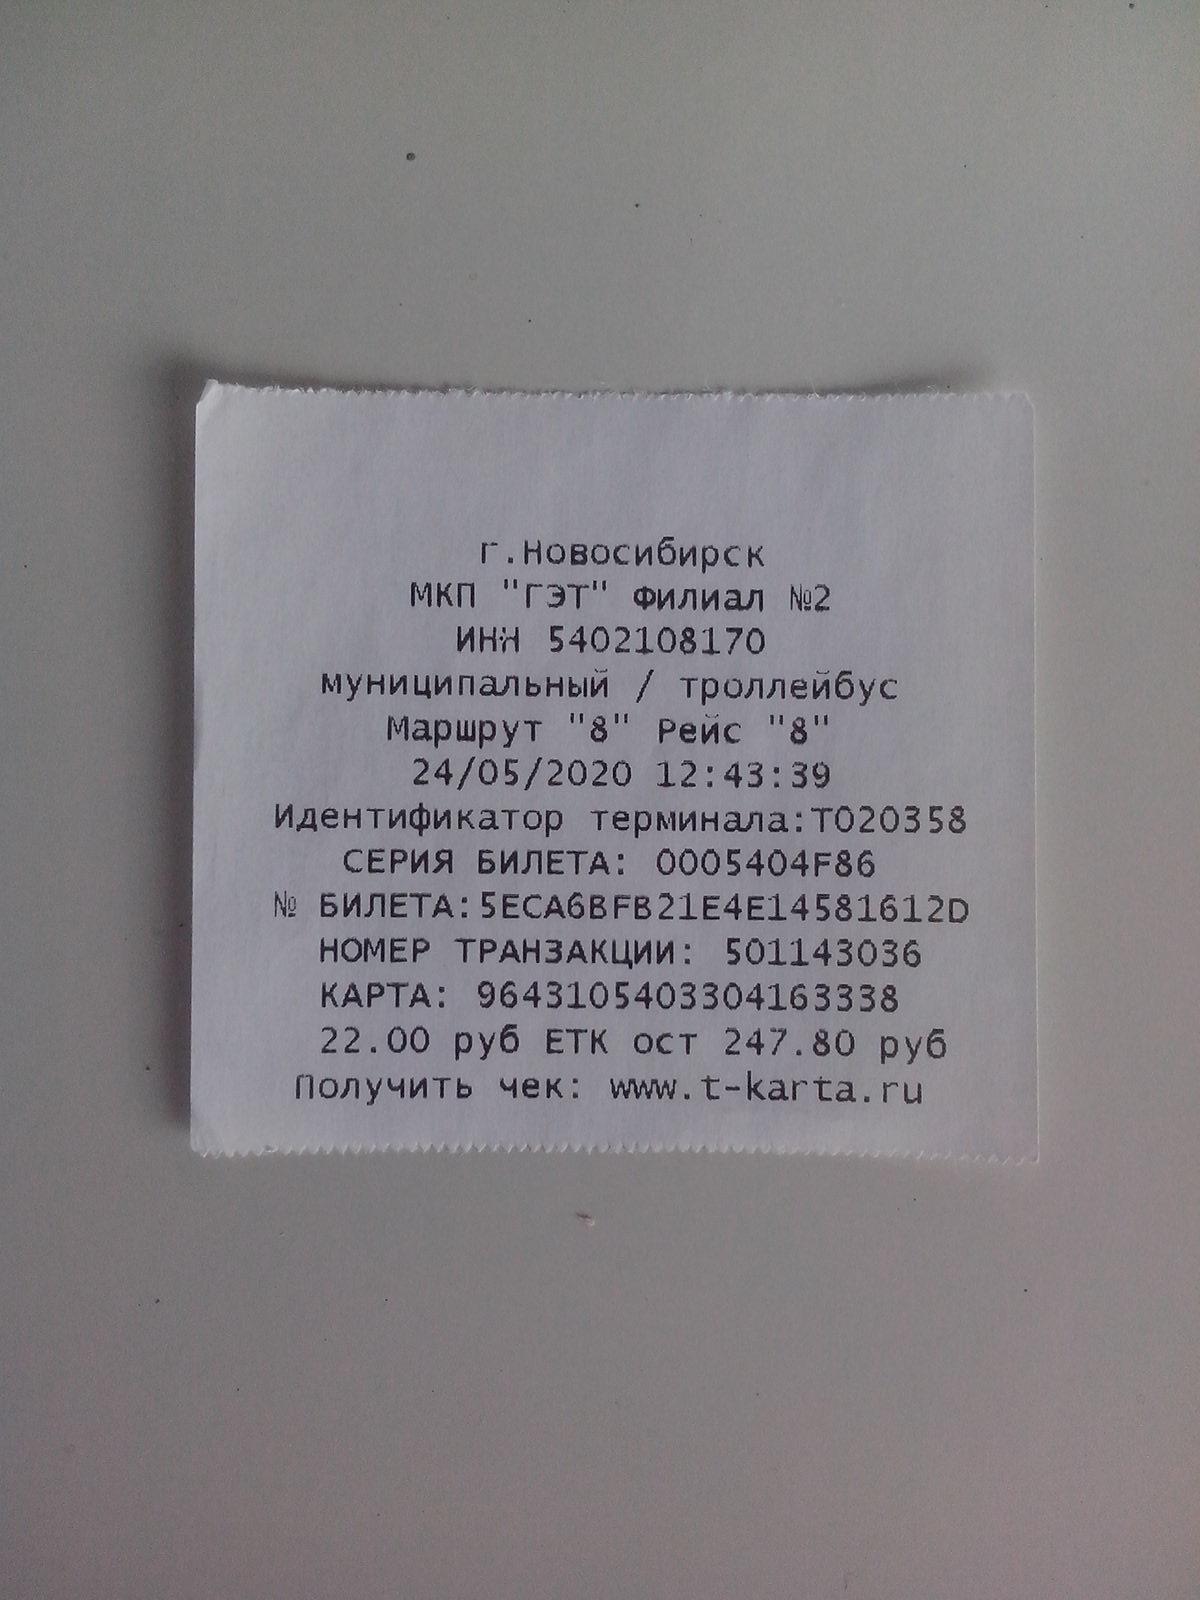 г.Новосибирск
МКП "ГЭТ" Филиал №2
ИНН 5402108170
муниципальный / троллейбус
Маршрут "8" Рейс "8"
24/05/2020 12:43:39
Идентификатор терминала:T020358
СЕРИЯ БИЛЕТА: 0005404F86
№ БИЛЕТА:5ECA6BFB21E4E14581612D
НОМЕР ТРАНЗАКЦИИ: 501143036
КАРТА: 9643105403304163338
22.00 руб ЕТК ост 247.80 руб
Получить чек: www.t-karta.ru